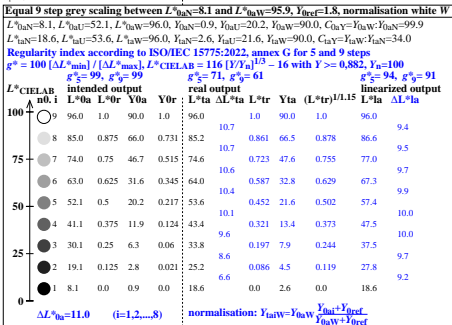 Equal 9 step grey scaling between L*0aN=8.1 and L*0aW=95.9, Y0ref=1.8, normalisation white W
L*0aN=8.1, L*0aU=52.1, L*0aW=96.0, Y0aN=0.9, Y0aU=20.2, Y0aW=90.0, C0aY=Y0aW:Y0aN=99.9
L*taN=18.6, L*taU=53.6, L*taW=96.0, YtaN=2.6, YtaU=21.6, YtaW=90.0, CtaY=YtaW:YtaN=34.0
Regularity index according to ISO/IEC 15775:2022, annex G for 5 and 9 steps
g* = 100 [ΔL*min] / [ΔL*max], L*CIELAB = 116 [Y/Yn]^1/3 – 16 with Y >= 0,882, Yn=100
g*5= 99, g*9= 99 g*5= 71, g*9= 61 g*5= 94, g*9= 91
L*CIELAB intended output real output linearized output
n0. i L*0a L*0r Y0a Y0r L*ta ΔL*ta L*tr Yta (L*tr)^1/1.15 L*la ΔL*la
100 9 96.0 1.0 90.0 1.0 96.0 1.0 90.0 1.0 96.0
10.7 9.4
8 85.0 0.875 66.0 0.731 85.2 0.861 66.5 0.878 86.6
10.7 9.5
75 7 74.0 0.75 46.7 0.515 74.6 0.723 47.6 0.755 77.0
10.6 9.7
6 63.0 0.625 31.6 0.345 64.0 0.587 32.8 0.629 67.3
10.4 9.9
50 5 52.1 0.5 20.2 0.217 53.6 0.452 21.6 0.502 57.4
10.1 10.0
4 41.1 0.375 11.9 0.124 43.4 0.321 13.4 0.373 47.5
9.6 10.0
25 3 30.1 0.25 6.3 0.06 33.8 0.197 7.9 0.244 37.5
8.6 9.7
2 19.1 0.125 2.8 0.021 25.2 0.086 4.5 0.119 27.8
6.6 9.2
1 8.1 0.0 0.9 0.0 18.6 0.0 2.6 0.0 18.6
0
ΔL*0a=11.0 (i=1,2,...,8) normalisation: YtaiW=Y0aW (Y0ai+Y0ref)/(Y0aW+Y0ref)